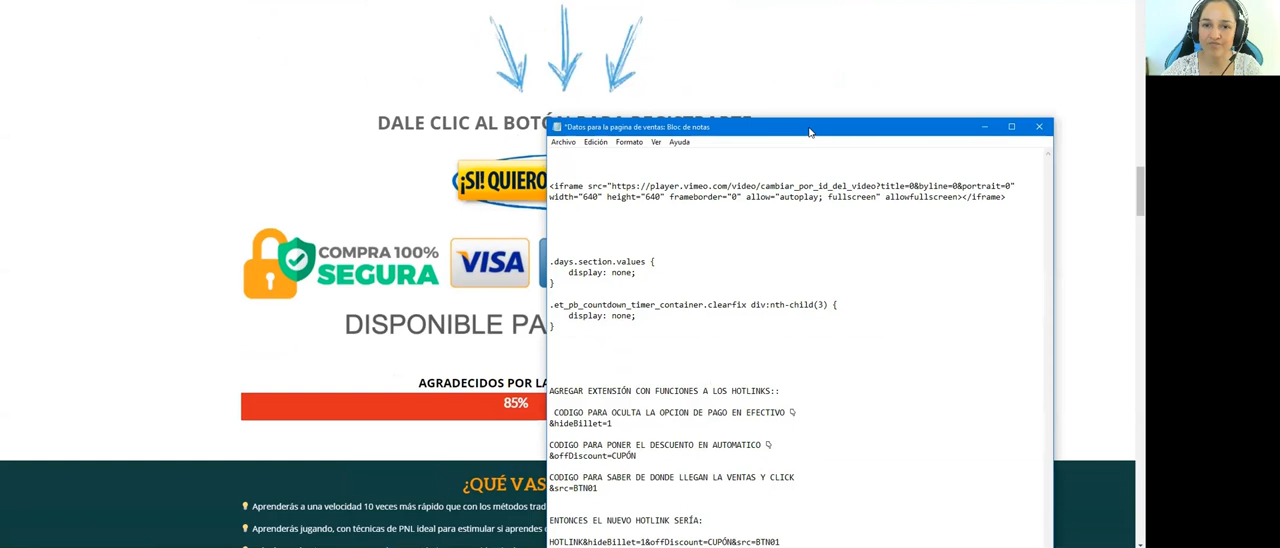 DALE CLIC AL BOTÓN PARA REGISTRARTE
*Datos para la pagina de ventas: Bloc de notas
Archivo Edición Formato Ver Ayuda
<iframe src="https://player.vimeo.com/video/cambiar_por_id_del_video?title=0&byline=0&portrait=0"
width="640" height="640" frameborder="0" allow="autoplay; fullscreen" allowfullscreen></iframe>
¡SI! QUIERO
COMPRA 100%
SEGURA
VISA
.days.section.values {
display: none;
}
.et_pb_countdown_timer_container.clearfix div:nth-child(3) {
display: none;
}
DISPONIBLE PA
AGRADECIDOS POR LA
85%
AGREGAR EXTENSIÓN CON FUNCIONES A LOS HOTLINKS::
CODIGO PARA OCULTA LA OPCION DE PAGO EN EFECTIVO 👇
&hideBillet=1
CODIGO PARA PONER EL DESCUENTO EN AUTOMATICO 👇
&offDiscount=CUPÓN
CODIGO PARA SABER DE DONDE LLEGAN LA VENTAS Y CLICK
&src=BTN01
ENTONCES EL NUEVO HOTLINK SERÍA:
HOTLINK&hideBillet=1&offDiscount=CUPÓN&src=BTN01
¿QUÉ VAS
Aprenderás a una velocidad 10 veces más rápido que con los métodos trad
Aprenderás jugando, con técnicas de PNL ideal para estimular si aprendes